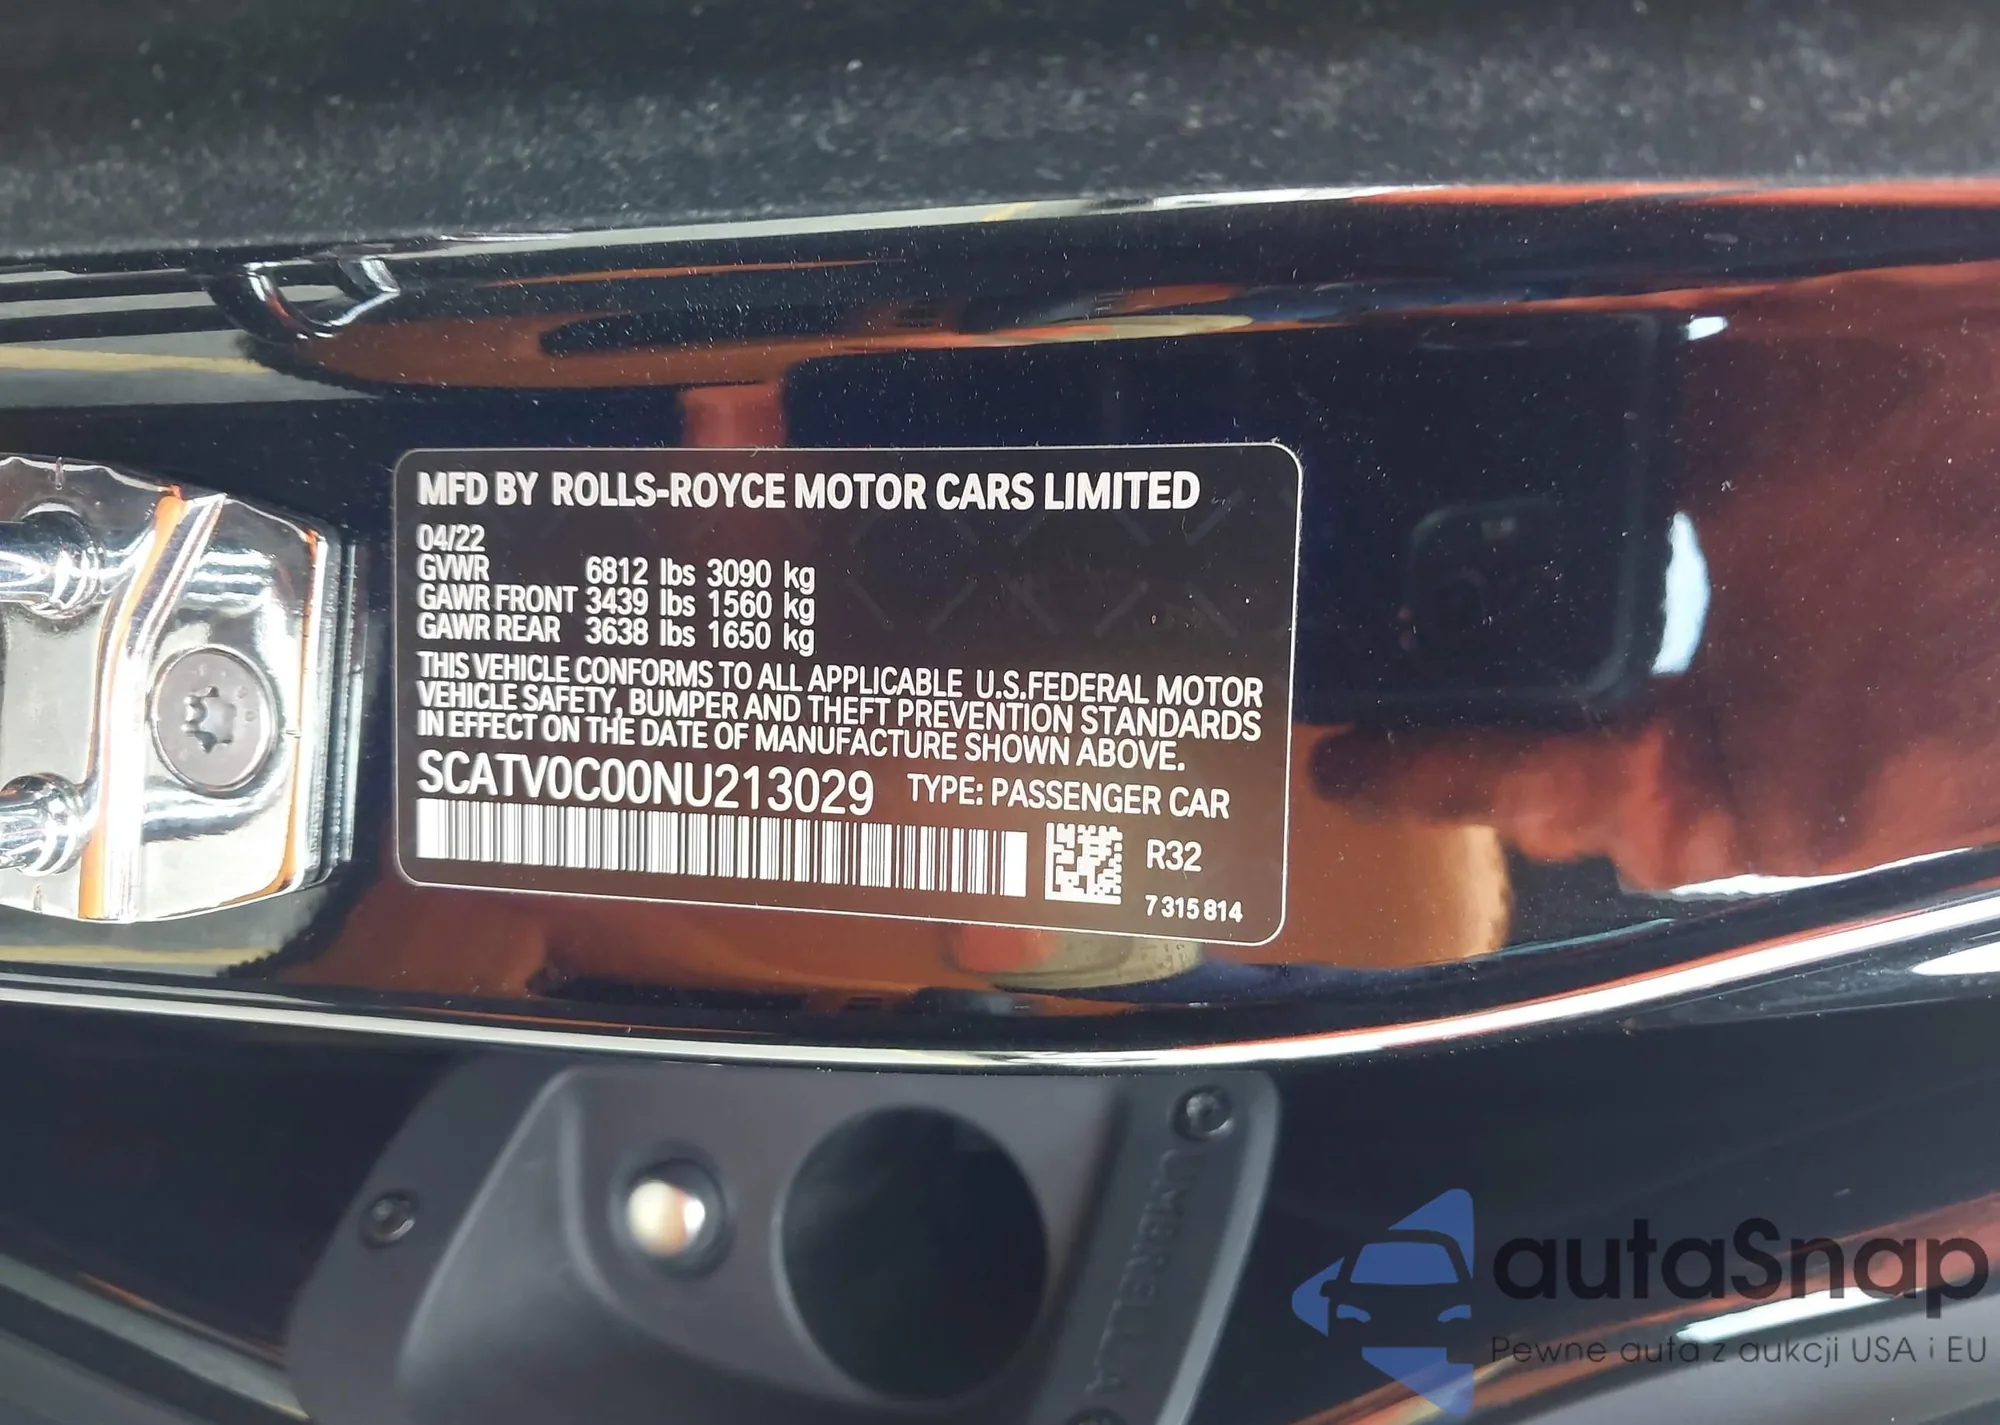 MFD BY ROLLS-ROYCE MOTOR CARS LIMITED
04/22
GVWR 6812 lbs 3090 kg
GAWR FRONT 3439 lbs 1560 kg
GAWR REAR 3638 lbs 1650 kg
THIS VEHICLE CONFORMS TO ALL APPLICABLE U.S.FEDERAL MOTOR
VEHICLE SAFETY, BUMPER AND THEFT PREVENTION STANDARDS
IN EFFECT ON THE DATE OF MANUFACTURE SHOWN ABOVE.
SCATV0C00NU213029 TYPE: PASSENGER CAR
R32
7 315 814
UMBRELLA
autaSnap
Pewne auta z aukcji USA i EU